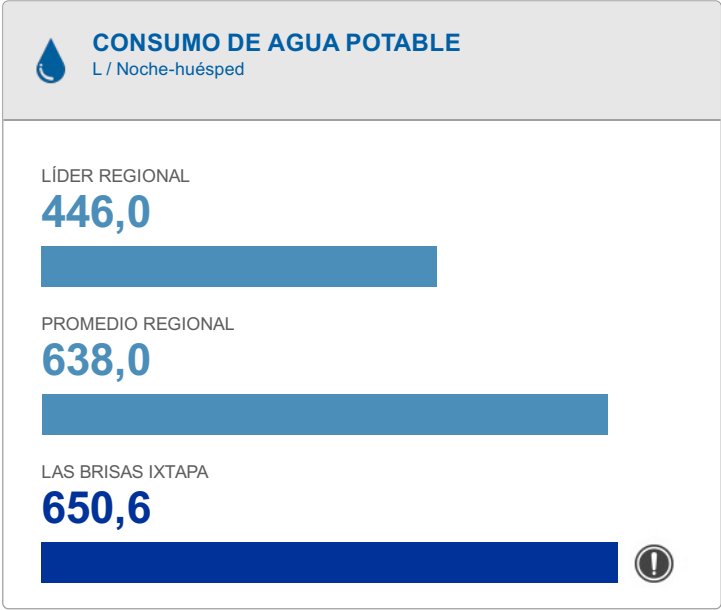 CONSUMO DE AGUA POTABLE
L / Noche-huésped
LÍDER REGIONAL
446,0
PROMEDIO REGIONAL
638,0
LAS BRISAS IXTAPA
650,6